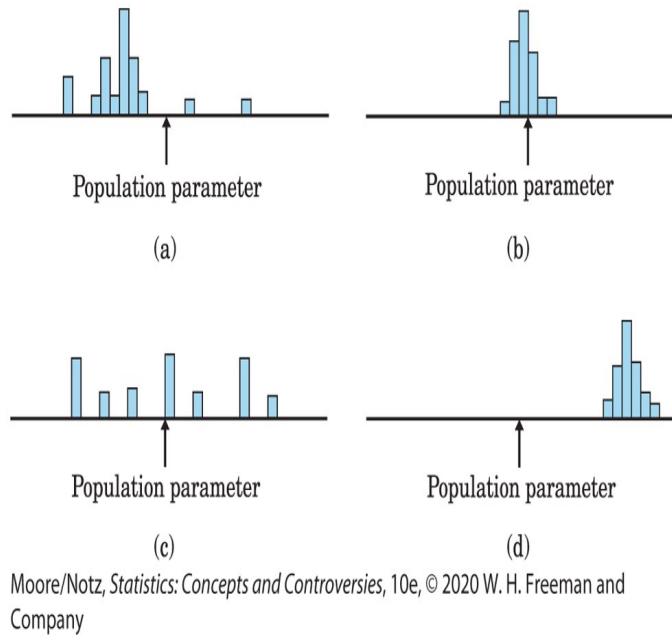 Population parameter
(a)
Population parameter
(b)
Population parameter
(c)
Population parameter
(d)
Moore/Notz, Statistics: Concepts and Controversies, 10e, © 2020 W. H. Freeman and
Company